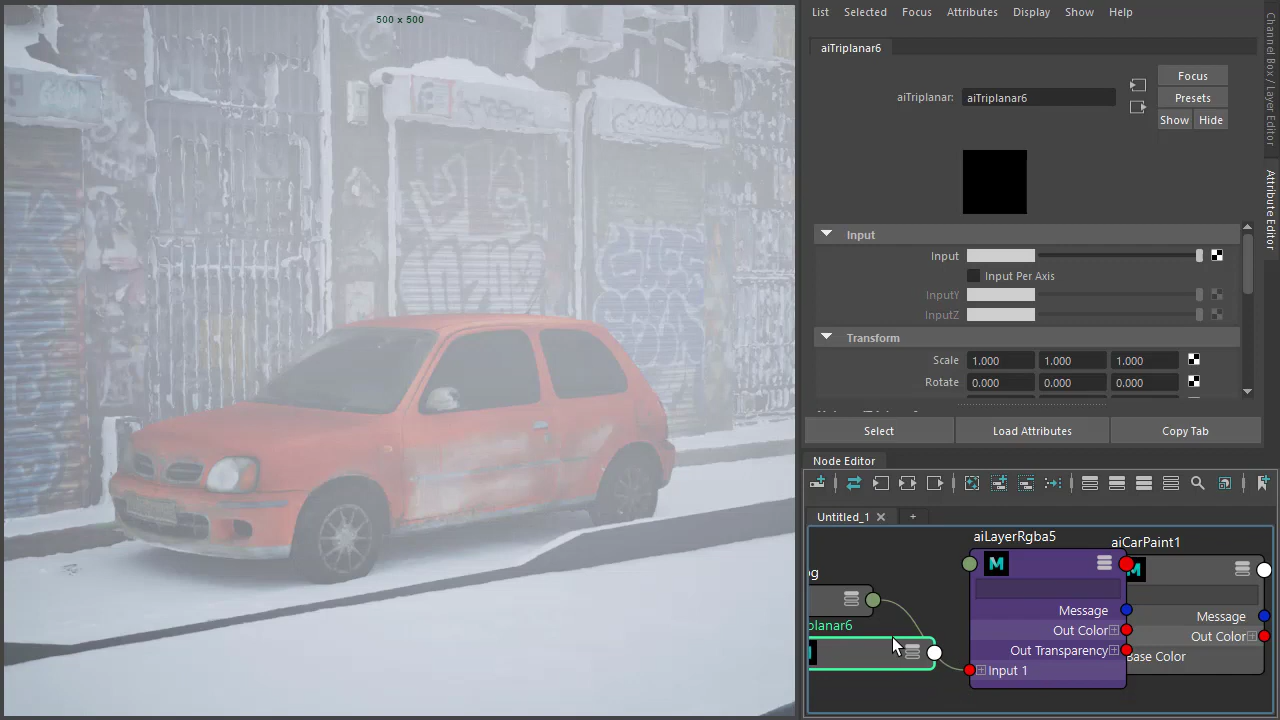 500 x 500
List Selected Focus Attributes Display Show Help
aiTriplanar6
aiTriplanar: aiTriplanar6
Focus
Presets
Show Hide
Input
Input
Input Per Axis
InputY
InputZ
Transform
Scale 1.000 1.000 1.000
Rotate 0.000 0.000 0.000
Select Load Attributes Copy Tab
Channel Box / Layer Editor
Attribute Editor
Node Editor
Untitled_1 × +
aiLayerRgba5
Message
Out Color
Out Transparency
Input 1
aiCarPaint1
Message
Out Color
Base Color
g
planar6